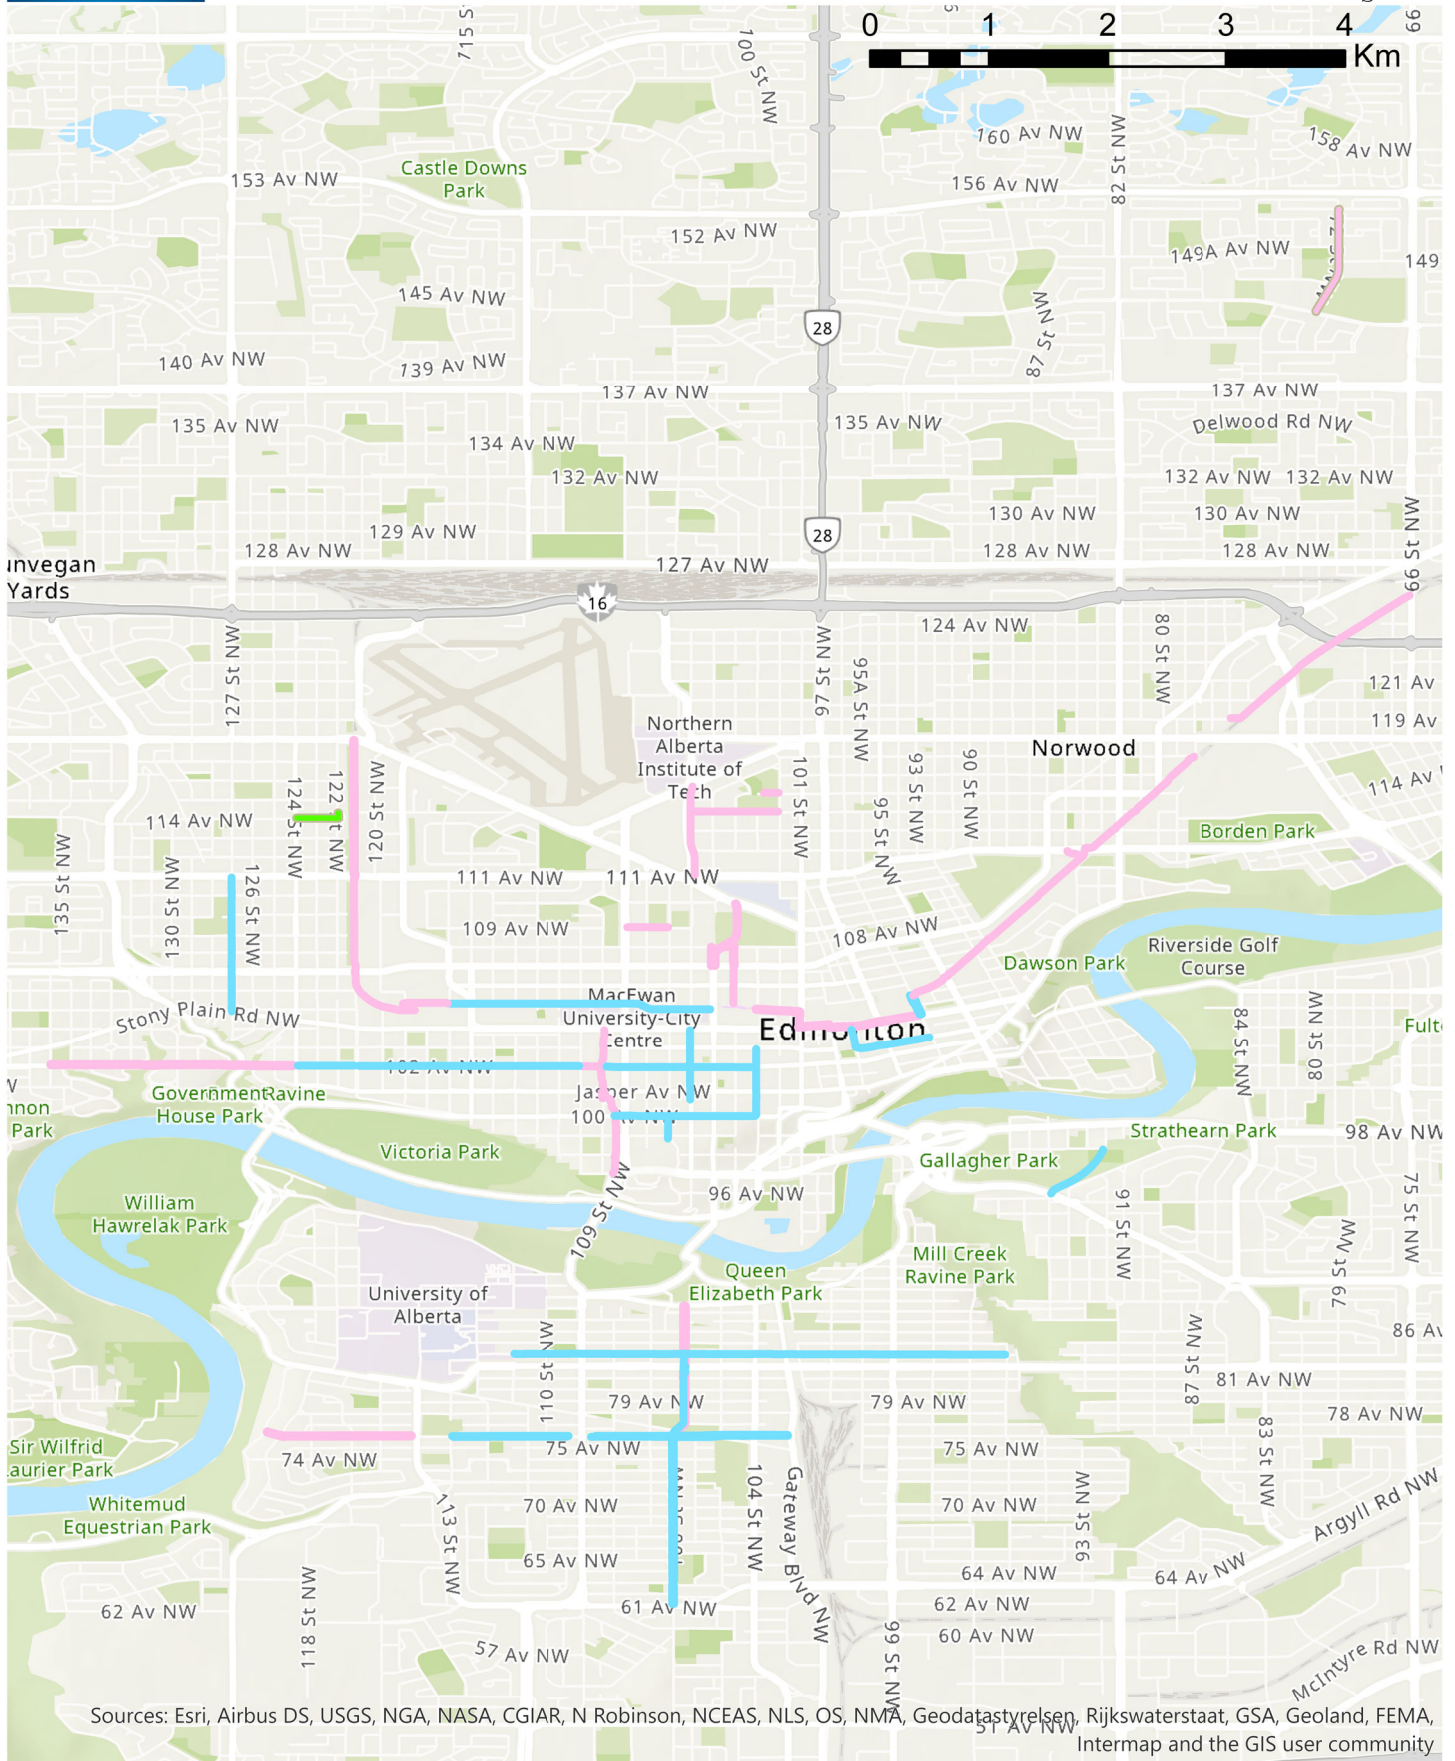 0 1 2 3 4 Km
100 St NW
160 Av NW
158 Av NW
82 St NW
Castle Downs
Park
153 Av NW
156 Av NW
152 Av NW
149A Av NW
149
145 Av NW
87 St NW
28
140 Av NW
139 Av NW
137 Av NW
137 Av NW
135 Av NW
135 Av NW
Delwood Rd NW
134 Av NW
132 Av NW
132 Av NW
132 Av NW
130 Av NW
130 Av NW
129 Av NW
28
128 Av NW
128 Av NW
128 Av NW
66 St NW
127 Av NW
Yards
16
124 Av NW
127 St NW
97 St NW
95A St NW
80 St NW
121 Av
119 Av
Northern
Alberta
Institute of
Tech
Norwood
101 St NW
93 St NW
90 St NW
120 St NW
114 Av
114 Av NW
95 St NW
Borden Park
135 St NW
130 St NW
126 St NW
111 Av NW
111 Av NW
109 Av NW
108 Av NW
Dawson Park
Riverside Golf
Course
MacEwan
University-City
Centre
Stony Plain Rd NW
Edmonton
84 St NW
80 St NW
102 Av NW
Government
House Park
Ravine
Jasper Av NW
100 Av NW
Park
Victoria Park
Strathearn Park
98 Av NW
Gallagher Park
William
Hawrelak Park
96 Av NW
109 St NW
91 St NW
75 St NW
79 St NW
Mill Creek
Ravine Park
Queen
Elizabeth Park
University of
Alberta
110 St NW
87 St NW
86 Av
81 Av NW
79 Av NW
79 Av NW
78 Av NW
83 St NW
Sir Wilfrid
Laurier Park
74 Av NW
75 Av NW
75 Av NW
Whitemud
Equestrian Park
113 St NW
70 Av NW
70 Av NW
104 St NW
Gateway Blvd NW
93 St NW
Argyll Rd NW
65 Av NW
64 Av NW
64 Av NW
118 St NW
62 Av NW
61 Av NW
62 Av NW
60 Av NW
99 St NW
57 Av NW
McIntyre Rd NW
51 Av NW
Sources: Esri, Airbus DS, USGS, NGA, NASA, CGIAR, N Robinson, NCEAS, NLS, OS, NMA, Geodatastyrelsen, Rijkswaterstaat, GSA, Geoland, FEMA,
Intermap and the GIS user community